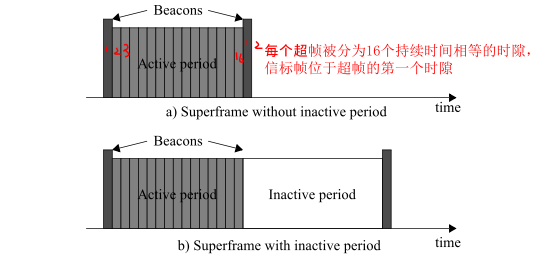 Beacons
1 2 3
16
2
每个超帧被分为16个持续时间相等的时隙，
信标帧位于超帧的第一个时隙
Active period
time
a) Superframe without inactive period
Beacons
Active period
Inactive period
time
b) Superframe with inactive period